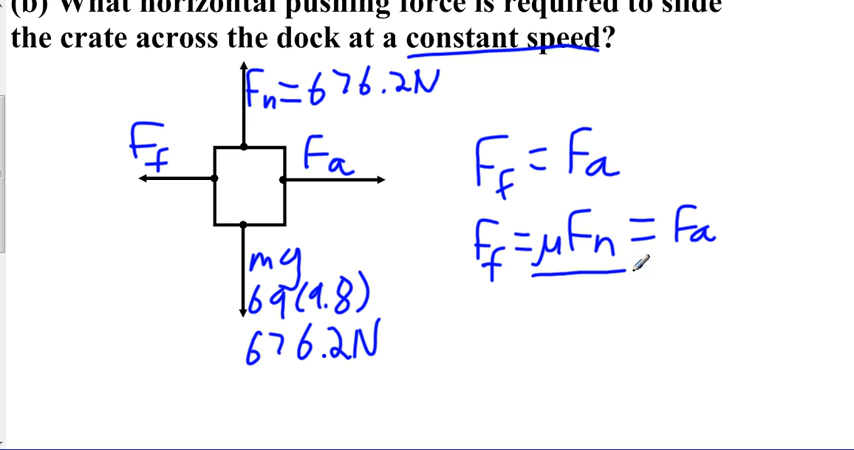 (b) What horizontal pushing force is required to slide
the crate across the dock at a constant speed?
Fn=676.2N
Ff
Fa
Ff = Fa
Ff = μFn = Fa
mg
69(9.8)
676.2N